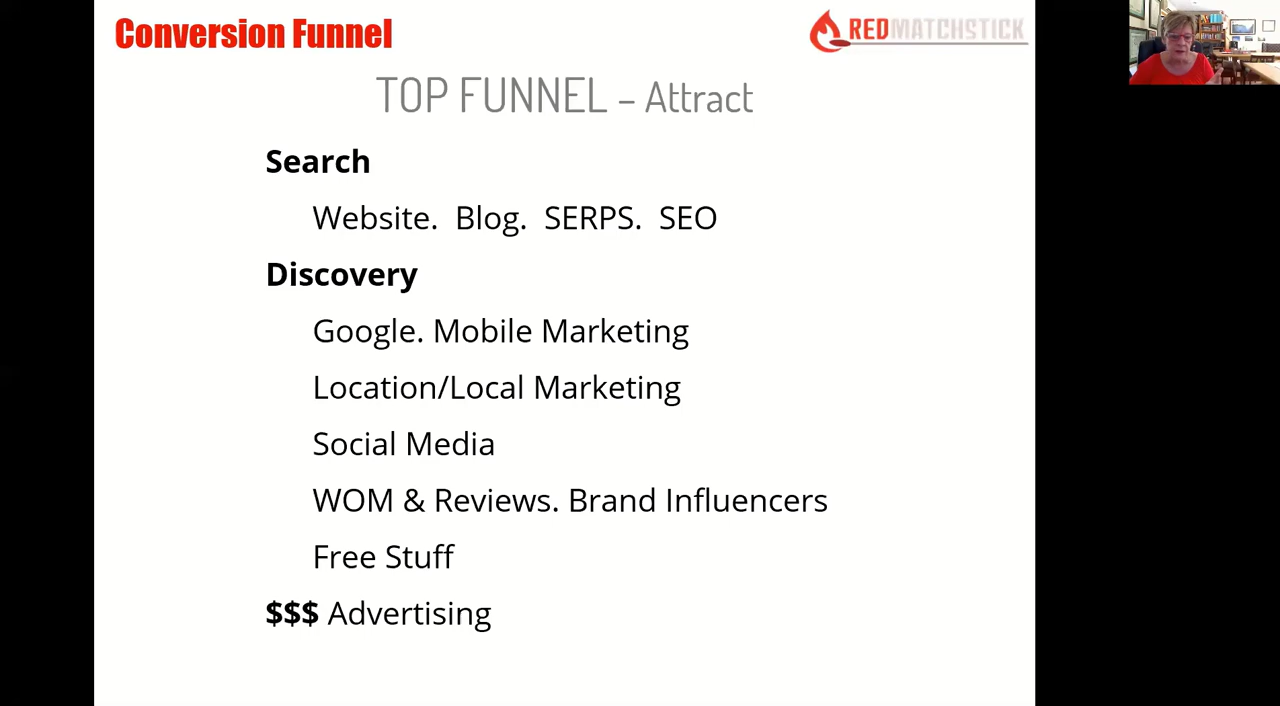 Conversion Funnel
REDMATCHSTICK
TOP FUNNEL – Attract
Search
Website.  Blog.  SERPS.  SEO
Discovery
Google. Mobile Marketing
Location/Local Marketing
Social Media
WOM & Reviews. Brand Influencers
Free Stuff
$$$ Advertising